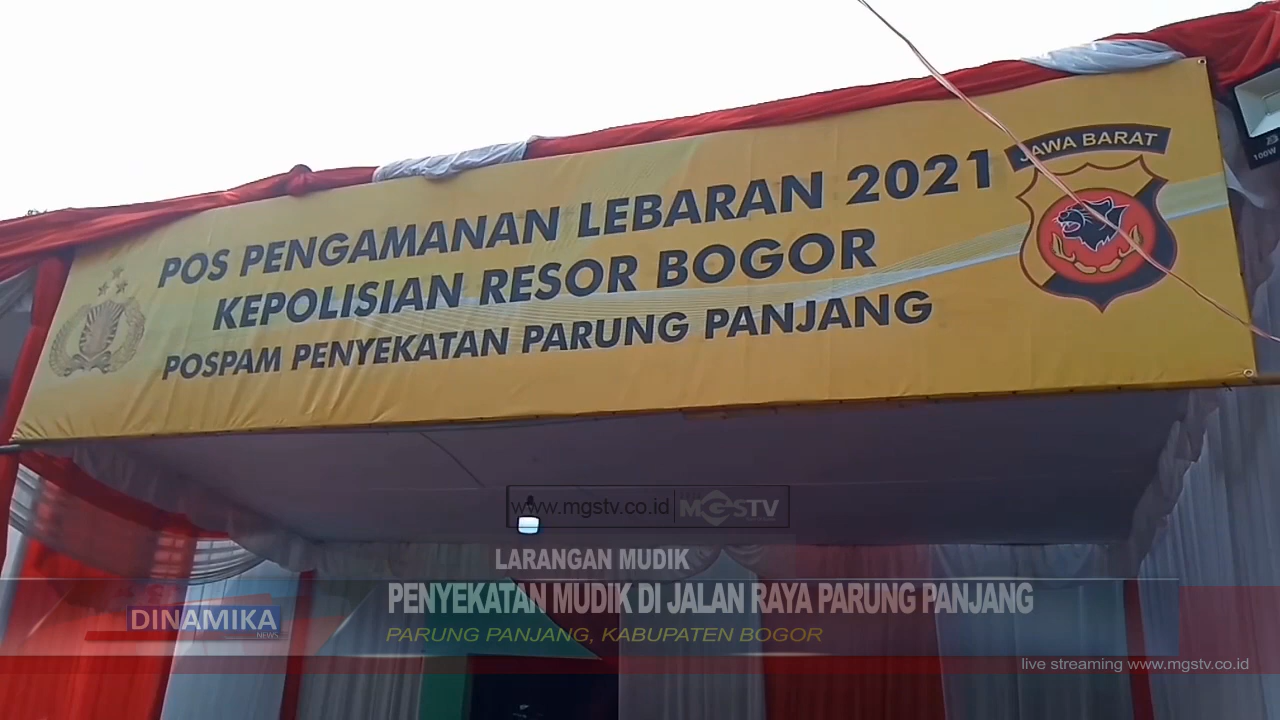 JAWA BARAT
POS PENGAMANAN LEBARAN 2021
KEPOLISIAN RESOR BOGOR
POSPAM PENYEKATAN PARUNG PANJANG
100W
www.mgstv.co.id MGSTV
LARANGAN MUDIK
PENYEKATAN MUDIK DI JALAN RAYA PARUNG PANJANG
DINAMIKA
NEWS
PARUNG PANJANG, KABUPATEN BOGOR
live streaming www.mgstv.co.id